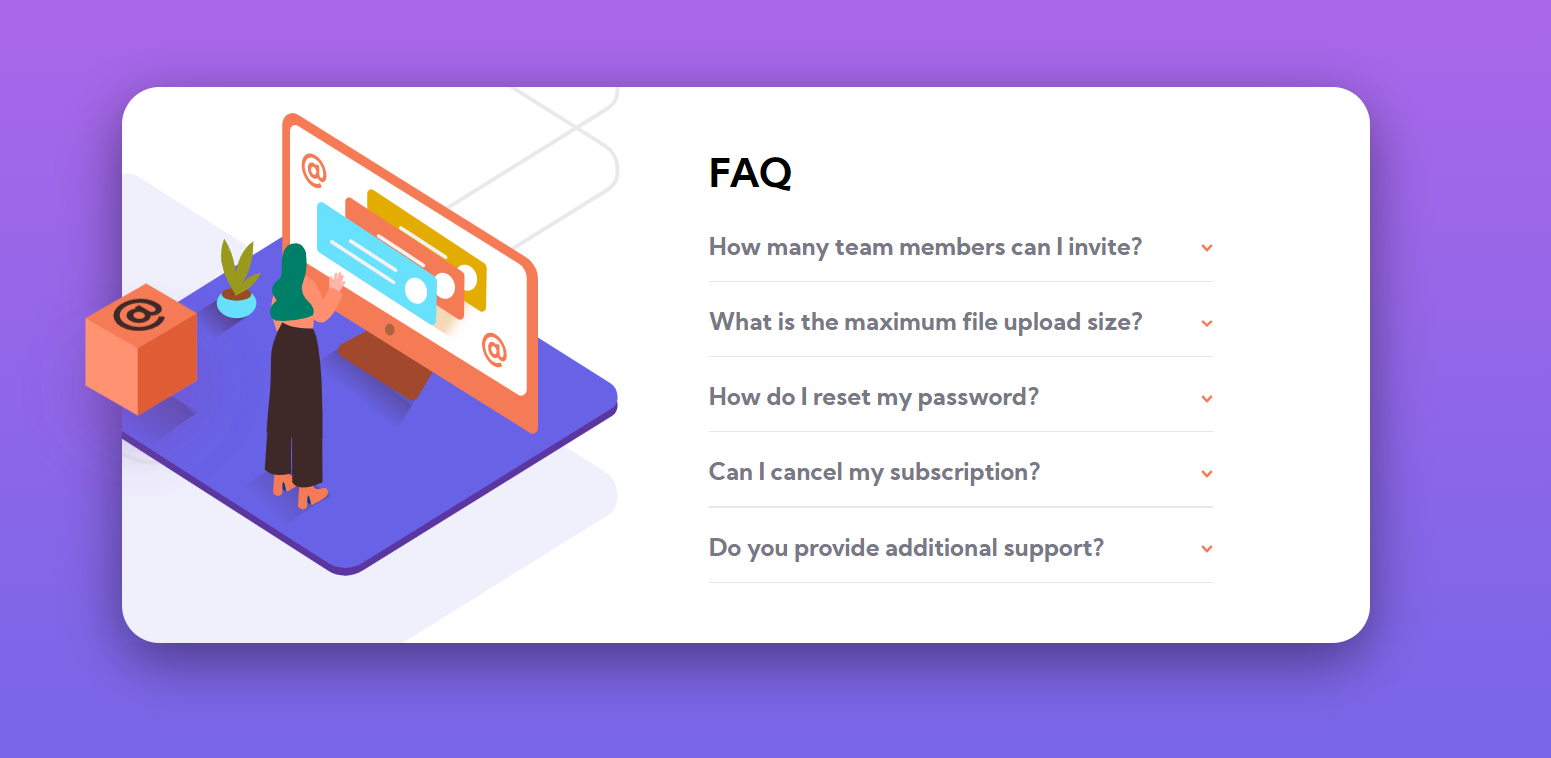 @
@
@
FAQ
How many team members can I invite?
What is the maximum file upload size?
How do I reset my password?
Can I cancel my subscription?
Do you provide additional support?